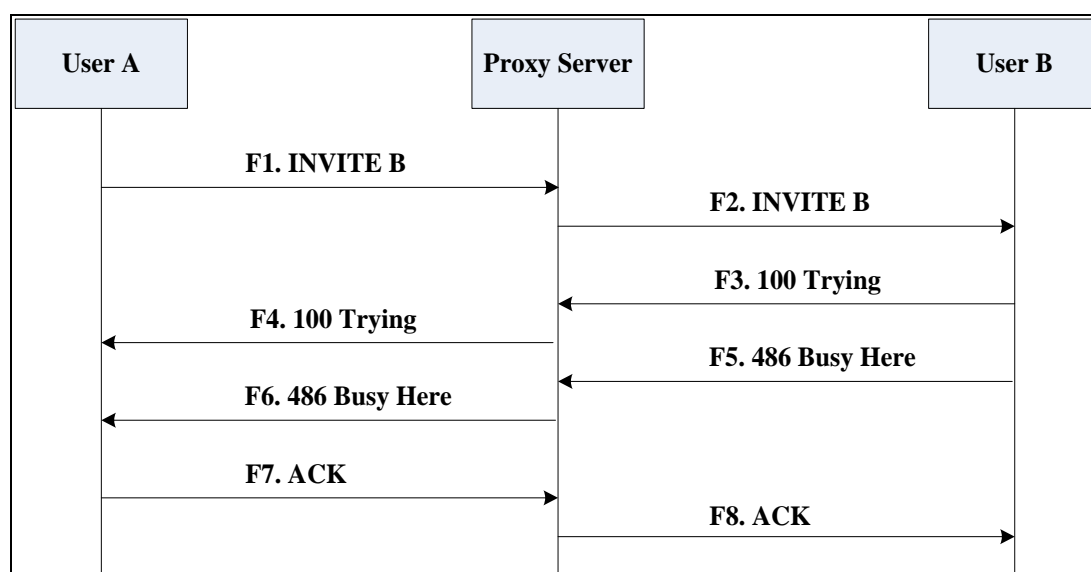 User A
Proxy Server
User B
F1. INVITE B
F2. INVITE B
F3. 100 Trying
F4. 100 Trying
F5. 486 Busy Here
F6. 486 Busy Here
F7. ACK
F8. ACK